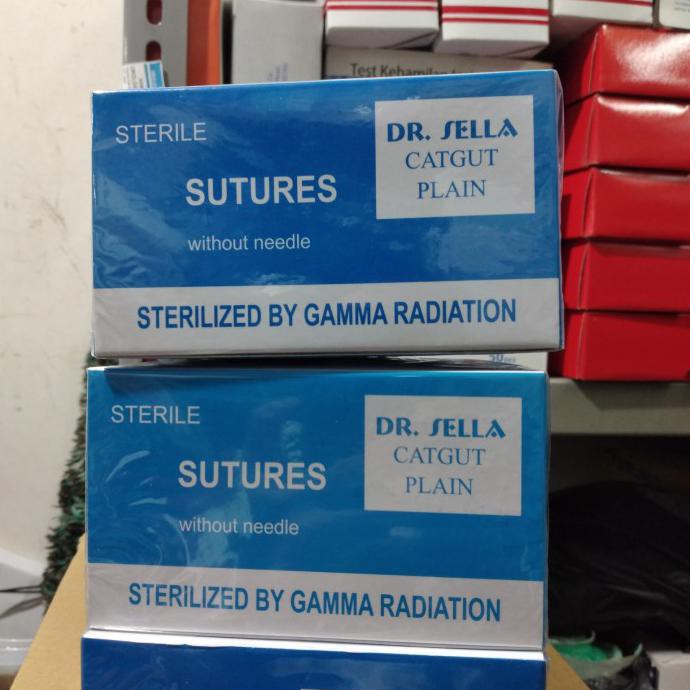 Test Kehamilan
STERILE
DR. SELLA
CATGUT
PLAIN
SUTURES
without needle
STERILIZED BY GAMMA RADIATION
STERILE
DR. SELLA
CATGUT
PLAIN
SUTURES
without needle
STERILIZED BY GAMMA RADIATION